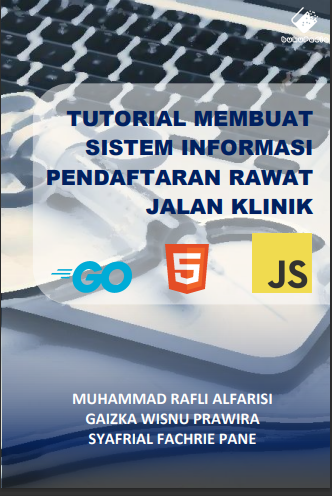 TUTORIAL MEMBUAT
SISTEM INFORMASI
PENDAFTARAN RAWAT
JALAN KLINIK
GO
5
JS
MUHAMMAD RAFLI ALFARISI
GAIZKA WISNU PRAWIRA
SYAFRIAL FACHRIE PANE